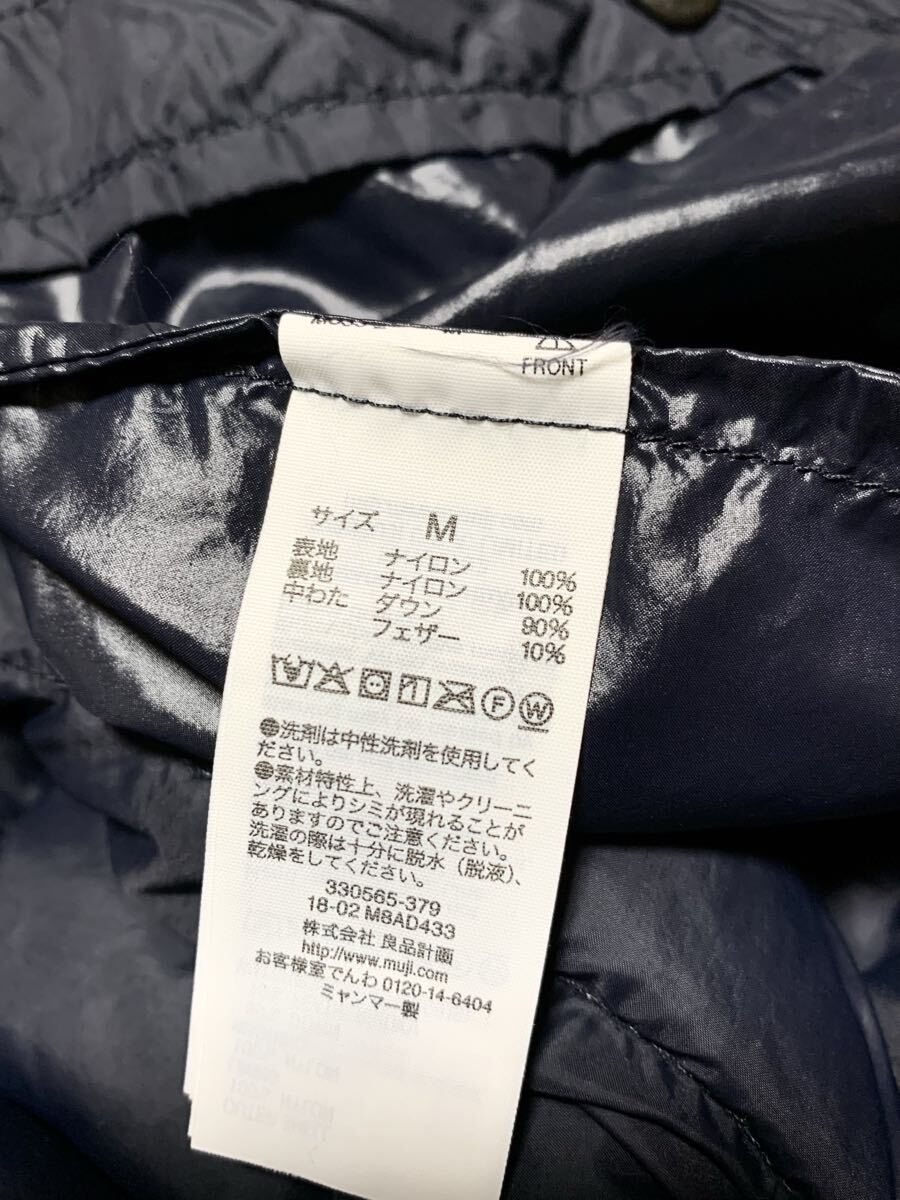 FRONT
サイズ M
表地 ナイロン 100%
裏地 ナイロン 100%
中わた ダウン 90%
フェザー 10%
F W
●洗剤は中性洗剤を使用してく
ださい。
●素材特性上、洗濯やクリーニ
ングによりシミが現れることが
ありますのでご注意ください。
洗濯の際は十分に脱水（脱液）、
乾燥をしてください。
330565-379
18-02 M8AD433
株式会社 良品計画
http://www.muji.com
お客様室でんわ 0120-14-6404
ミャンマー製